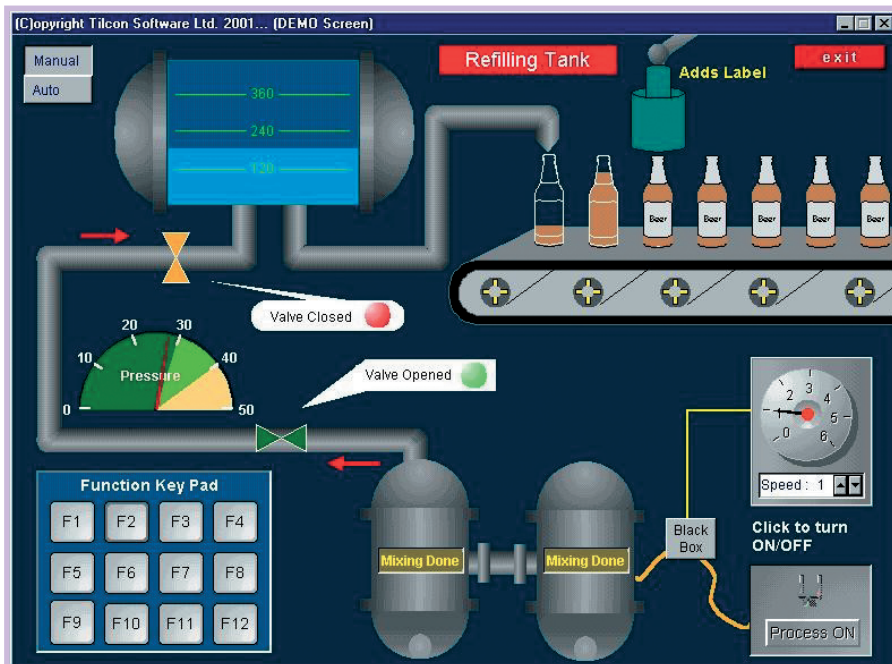 (C)opyright Tilcon Software Ltd. 2001... (DEMO Screen)
Manual
Auto
Refilling Tank
exit
Adds Label
360
240
120
Beer
Beer
Beer
Beer
Beer
Valve Closed
0
10
20
30
40
50
Pressure
Valve Opened
0
1
2
3
4
5
6
Speed : 1
Function Key Pad
F1
F2
F3
F4
F5
F6
F7
F8
F9
F10
F11
F12
Mixing Done
Mixing Done
Black
Box
Click to turn
ON/OFF
Process ON